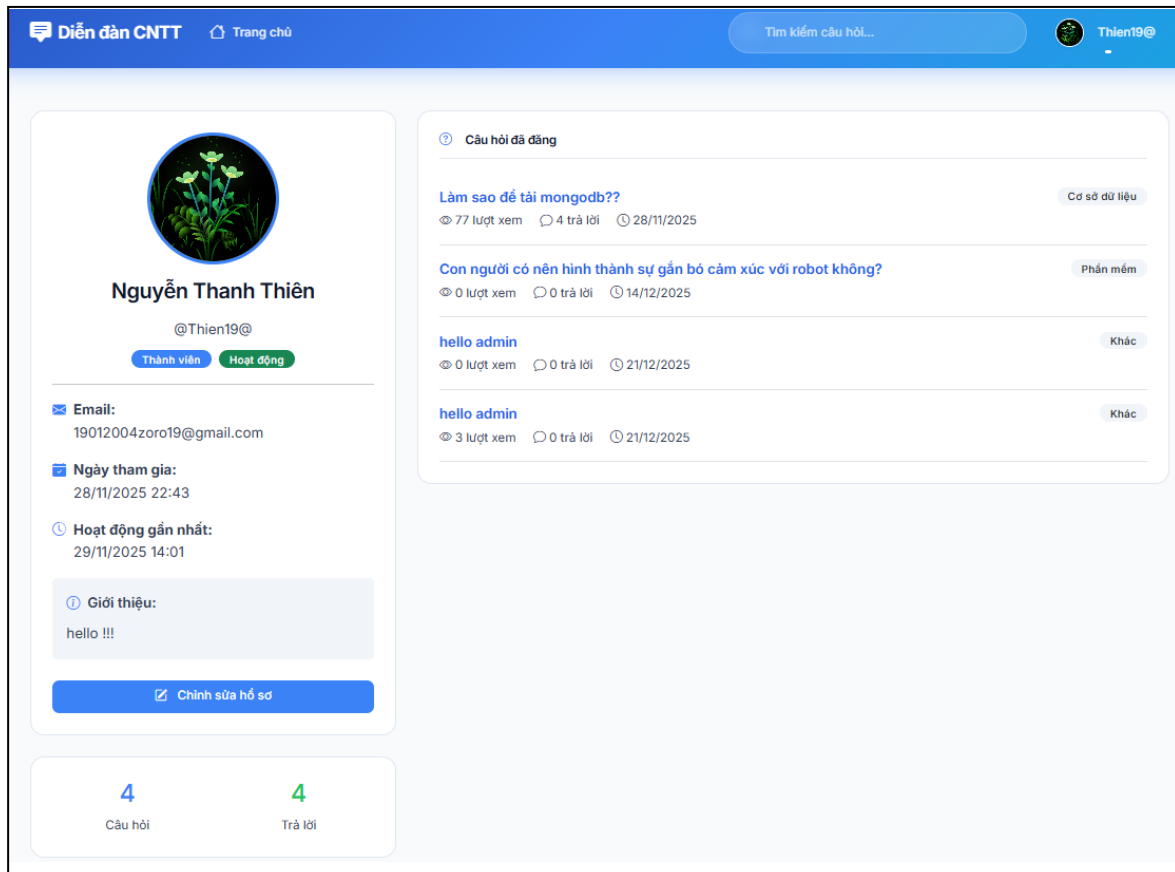 Diễn đàn CNTT Trang chủ Tìm kiếm câu hỏi... Thien19@
Nguyễn Thanh Thiên
@Thien19@
Thành viên Hoạt động
Email:
19012004zoro19@gmail.com
Ngày tham gia:
28/11/2025 22:43
Hoạt động gần nhất:
29/11/2025 14:01
Giới thiệu:
hello !!!
Chỉnh sửa hồ sơ
4 4
Câu hỏi Trả lời
Câu hỏi đã đăng
Làm sao để tải mongodb?? Cơ sở dữ liệu
77 lượt xem 4 trả lời 28/11/2025
Con người có nên hình thành sự gắn bó cảm xúc với robot không? Phần mềm
0 lượt xem 0 trả lời 14/12/2025
hello admin Khác
0 lượt xem 0 trả lời 21/12/2025
hello admin Khác
3 lượt xem 0 trả lời 21/12/2025